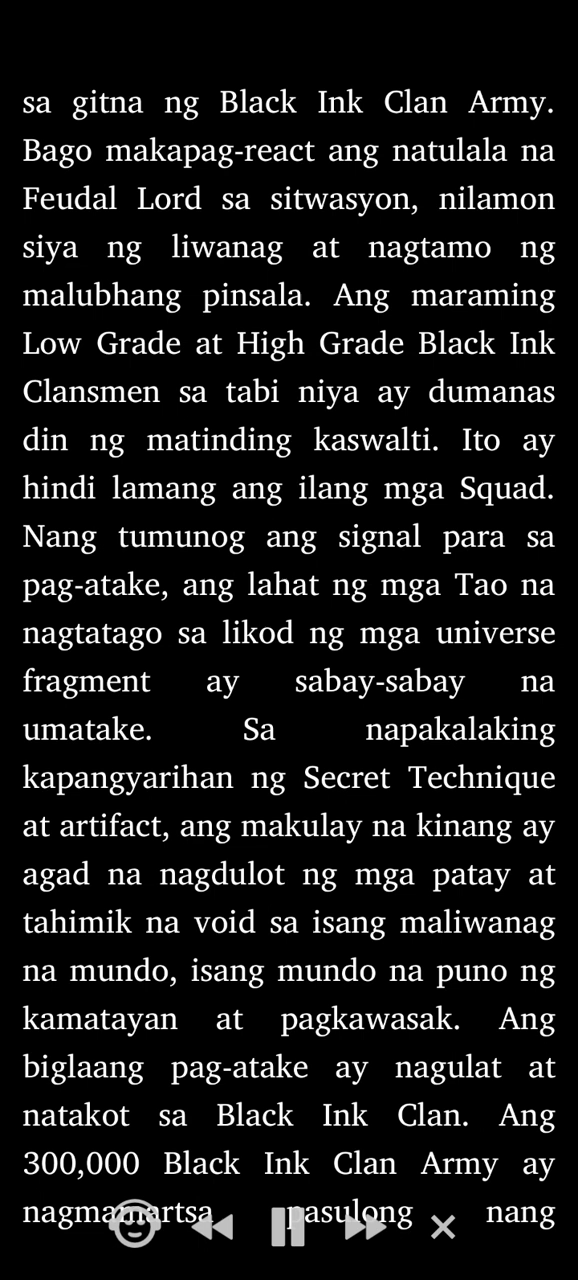 sa gitna ng Black Ink Clan Army.
Bago makapag-react ang natulala na
Feudal Lord sa sitwasyon, nilamon
siya ng liwanag at nagtamo ng
malubhang pinsala. Ang maraming
Low Grade at High Grade Black Ink
Clansmen sa tabi niya ay dumanas
din ng matinding kaswalti. Ito ay
hindi lamang ang ilang mga Squad.
Nang tumunog ang signal para sa
pag-atake, ang lahat ng mga Tao na
nagtatago sa likod ng mga universe
fragment ay sabay-sabay na
umatake. Sa napakalaking
kapangyarihan ng Secret Technique
at artifact, ang makulay na kinang ay
agad na nagdulot ng mga patay at
tahimik na void sa isang maliwanag
na mundo, isang mundo na puno ng
kamatayan at pagkawasak. Ang
biglaang pag-atake ay nagulat at
natakot sa Black Ink Clan. Ang
300,000 Black Ink Clan Army ay
nagmamartsa pasulong nang